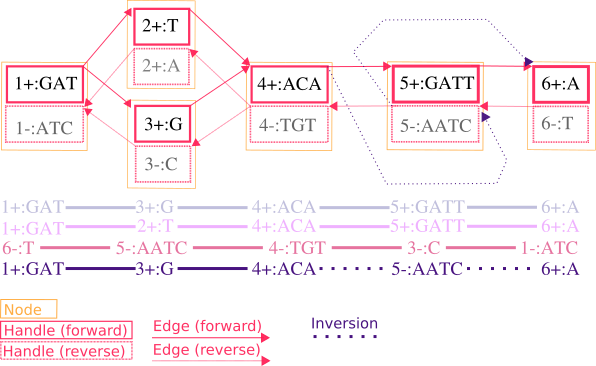 2+:T
2+:A
1+:GAT
1-:ATC
3+:G
3-:C
4+:ACA
4-:TGT
5+:GATT
5-:AATC
6+:A
6-:T
1+:GAT 3+:G 4+:ACA 5+:GATT 6+:A
1+:GAT 2+:T 4+:ACA 5+:GATT 6+:A
6-:T 5-:AATC 4-:TGT 3-:C 1-:ATC
1+:GAT 3+:G 4+:ACA 5-:AATC 6+:A
Node
Handle (forward)
Handle (reverse)
Edge (forward)
Edge (reverse)
Inversion